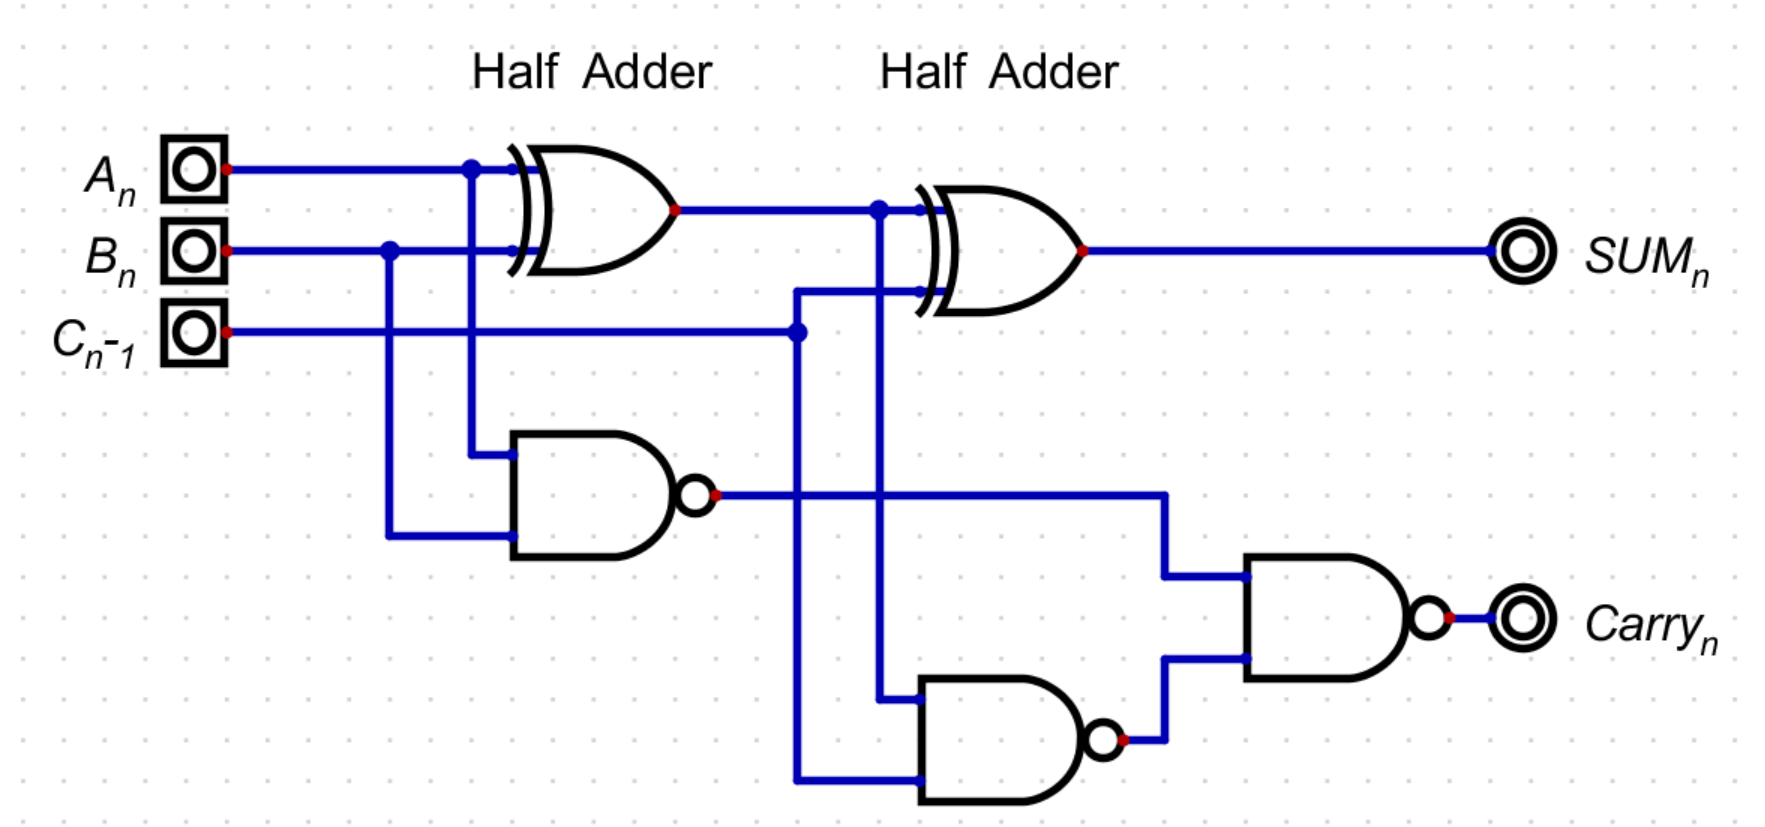 Half Adder
Half Adder
Aₙ
Bₙ
Cₙ-₁
SUMₙ
Carryₙ